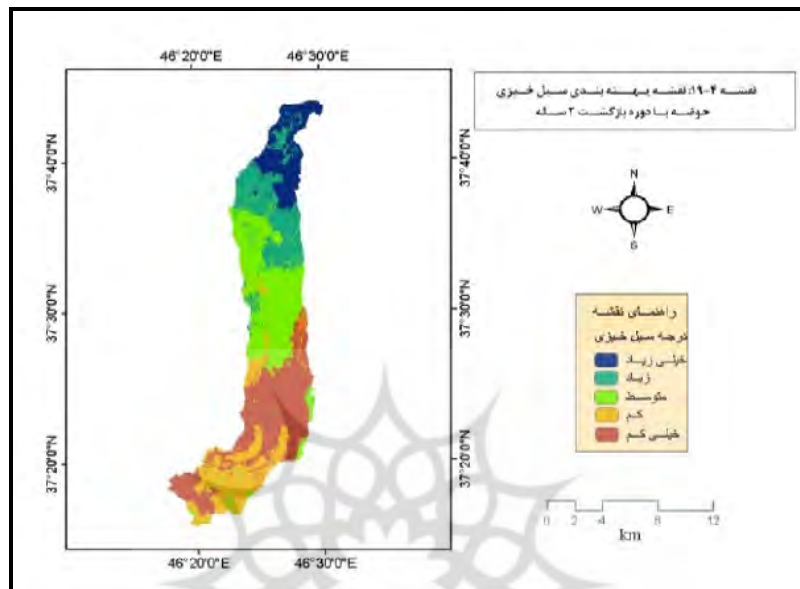 46°20'0"E 46°30'0"E
نقشه ۴-۱۹: نقشه پهنه بندی سیل خیزی
حوضه با دوره بازگشت ۲ ساله
37°40'0"N 37°40'0"N
N
W E
S
37°30'0"N 37°30'0"N
راهنمای نقشه
درجه سیل خیزی
خیلی زیاد
زیاد
متوسط
کم
خیلی کم
37°20'0"N 37°20'0"N
0 2 4 8 12
km
46°20'0"E 46°30'0"E